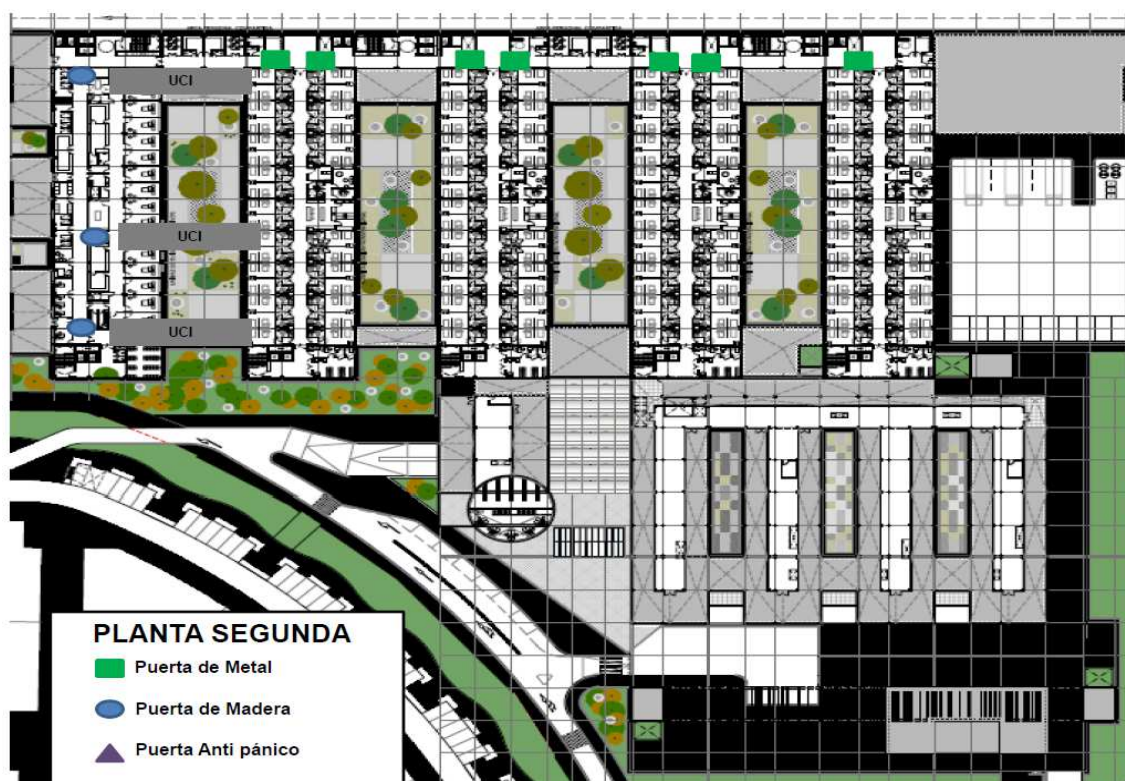 UCI
UCI
UCI
PLANTA SEGUNDA
Puerta de Metal
Puerta de Madera
Puerta Anti pánico